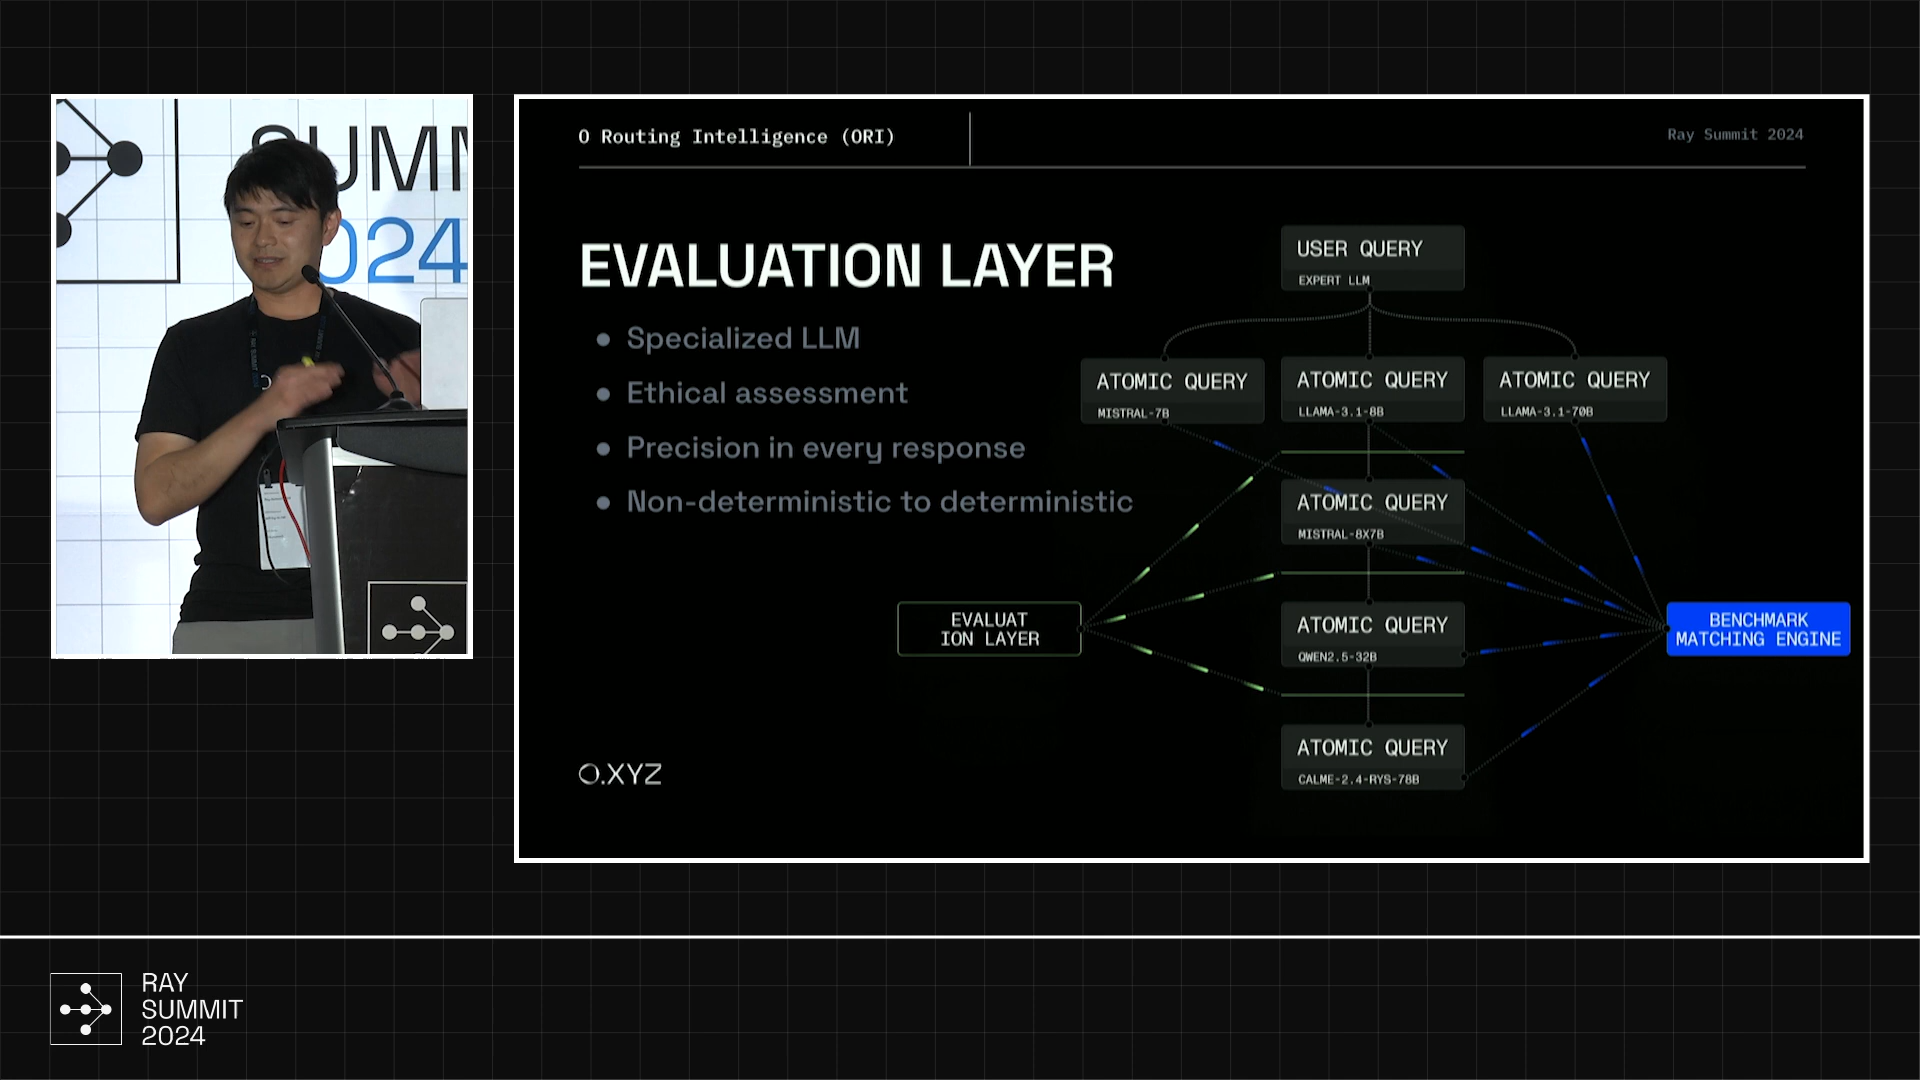 SUMM
2024
O Routing Intelligence (ORI)
Ray Summit 2024
EVALUATION LAYER
Specialized LLM
Ethical assessment
Precision in every response
Non-deterministic to deterministic
USER QUERY
EXPERT LLM
ATOMIC QUERY
MISTRAL-7B
ATOMIC QUERY
LLAMA-3.1-8B
ATOMIC QUERY
LLAMA-3.1-70B
ATOMIC QUERY
MISTRAL-8X7B
EVALUAT
ION LAYER
ATOMIC QUERY
QWEN2.5-32B
BENCHMARK
MATCHING ENGINE
ATOMIC QUERY
CALME-2.4-RYS-78B
O.XYZ
RAY
SUMMIT
2024